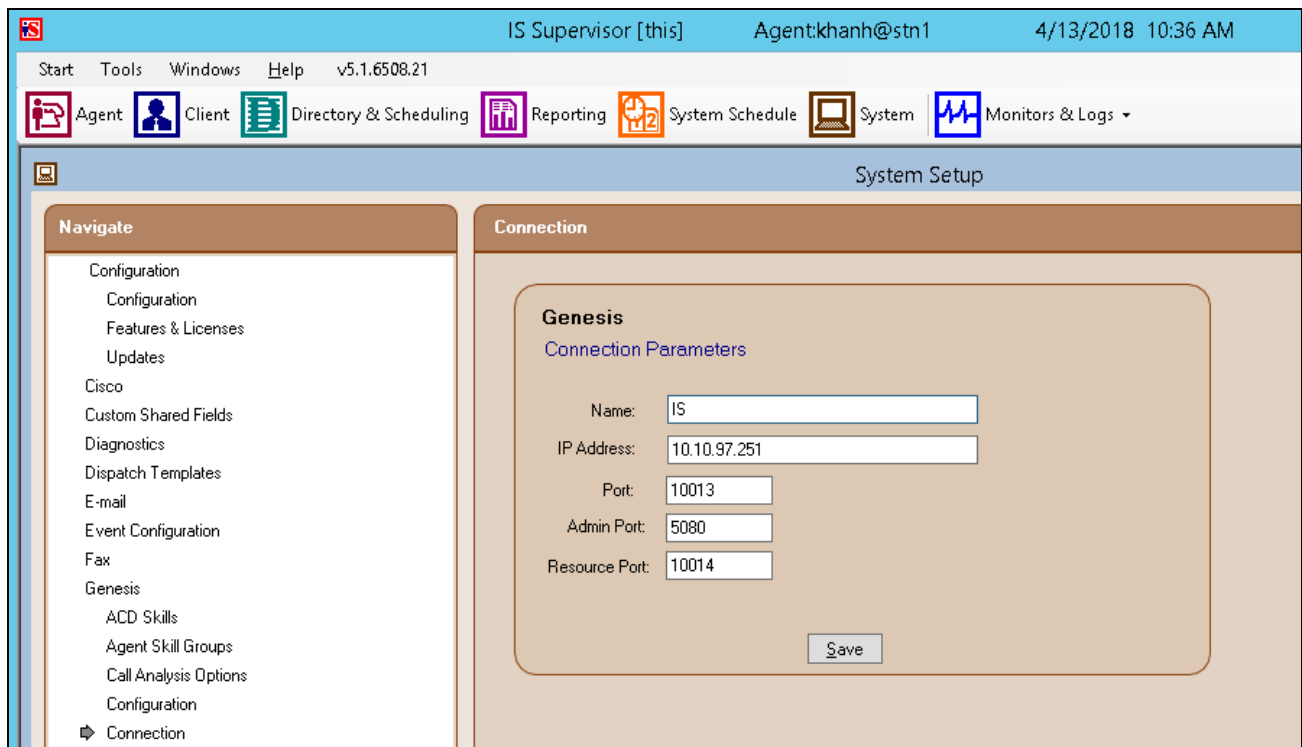 IS Supervisor [this] Agent:khanh@stn1 4/13/2018 10:36 AM
Start Tools Windows Help v5.1.6508.21
Agent Client Directory & Scheduling Reporting System Schedule System Monitors & Logs
System Setup
Navigate
Configuration
Configuration
Features & Licenses
Updates
Cisco
Custom Shared Fields
Diagnostics
Dispatch Templates
E-mail
Event Configuration
Fax
Genesis
ACD Skills
Agent Skill Groups
Call Analysis Options
Configuration
Connection
Connection
Genesis
Connection Parameters
Name: IS
IP Address: 10.10.97.251
Port: 10013
Admin Port: 5080
Resource Port: 10014
Save